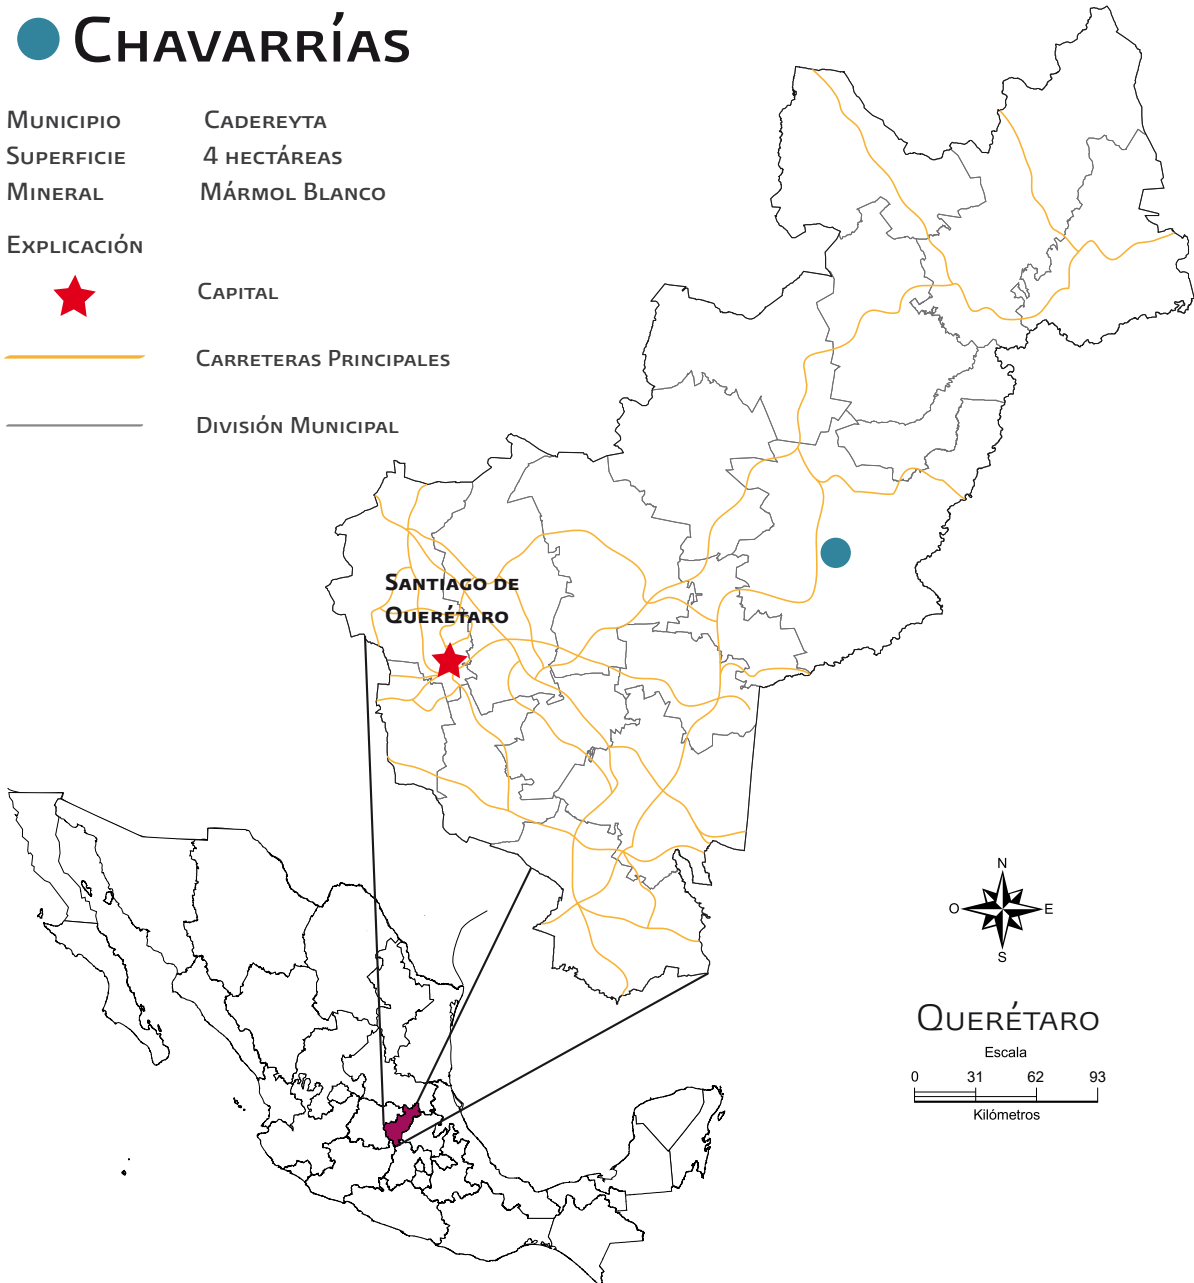 Chavarrías
Municipio Cadereyta
Superficie 4 hectáreas
Mineral Mármol Blanco
Explicación
Capital
Carreteras Principales
División Municipal
Santiago de
Querétaro
N
O E
S
Querétaro
Escala
0 31 62 93
Kilómetros